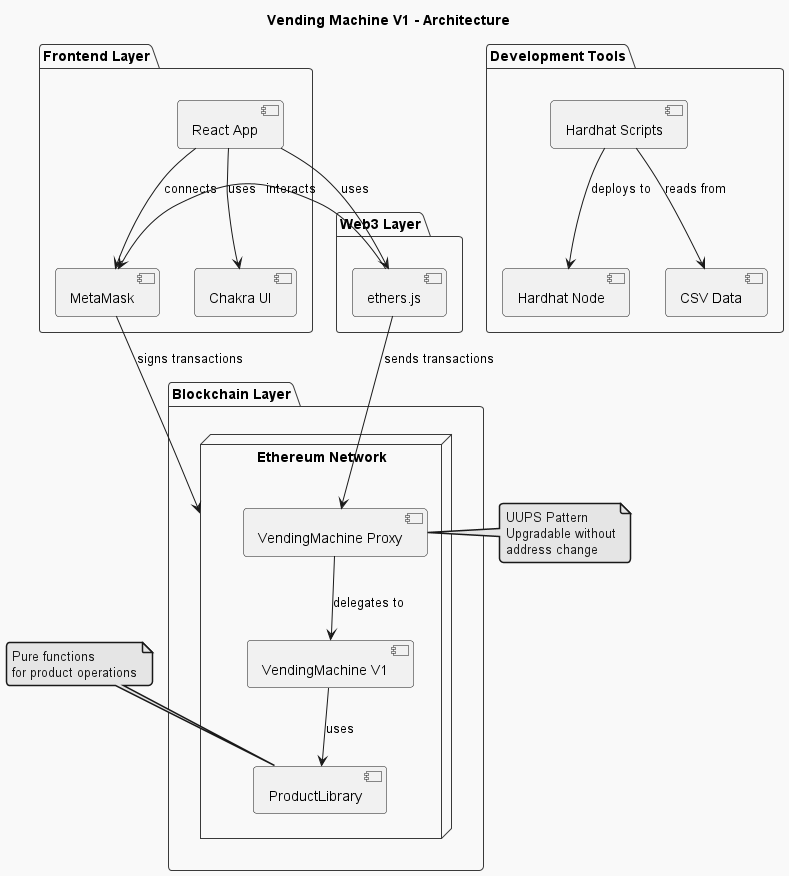 Vending Machine V1 - Architecture
Frontend Layer
Development Tools
React App
Hardhat Scripts
connects
uses
interacts
uses
deploys to
reads from
Web3 Layer
MetaMask
Chakra UI
ethers.js
Hardhat Node
CSV Data
signs transactions
sends transactions
Blockchain Layer
Ethereum Network
VendingMachine Proxy
UUPS Pattern
Upgradable without
address change
delegates to
Pure functions
for product operations
VendingMachine V1
uses
ProductLibrary